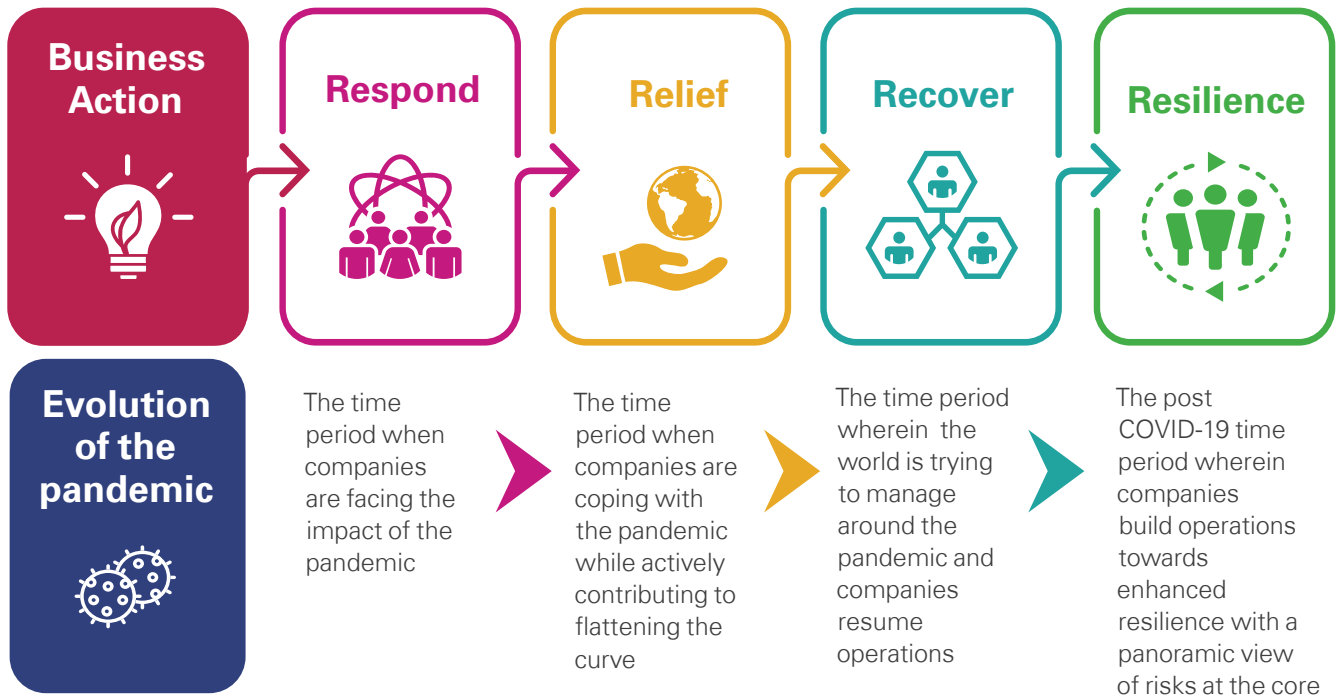 Business
Action
Respond
Relief
Recover
Resilience
Evolution
of the
pandemic
The time
period when
companies
are facing the
impact of the
pandemic
The time
period when
companies are
coping with
the pandemic
while actively
contributing to
flattening the
curve
The time period
wherein the
world is trying
to manage
around the
pandemic and
companies
resume
operations
The post
COVID-19 time
period wherein
companies
build operations
towards
enhanced
resilience with a
panoramic view
of risks at the core